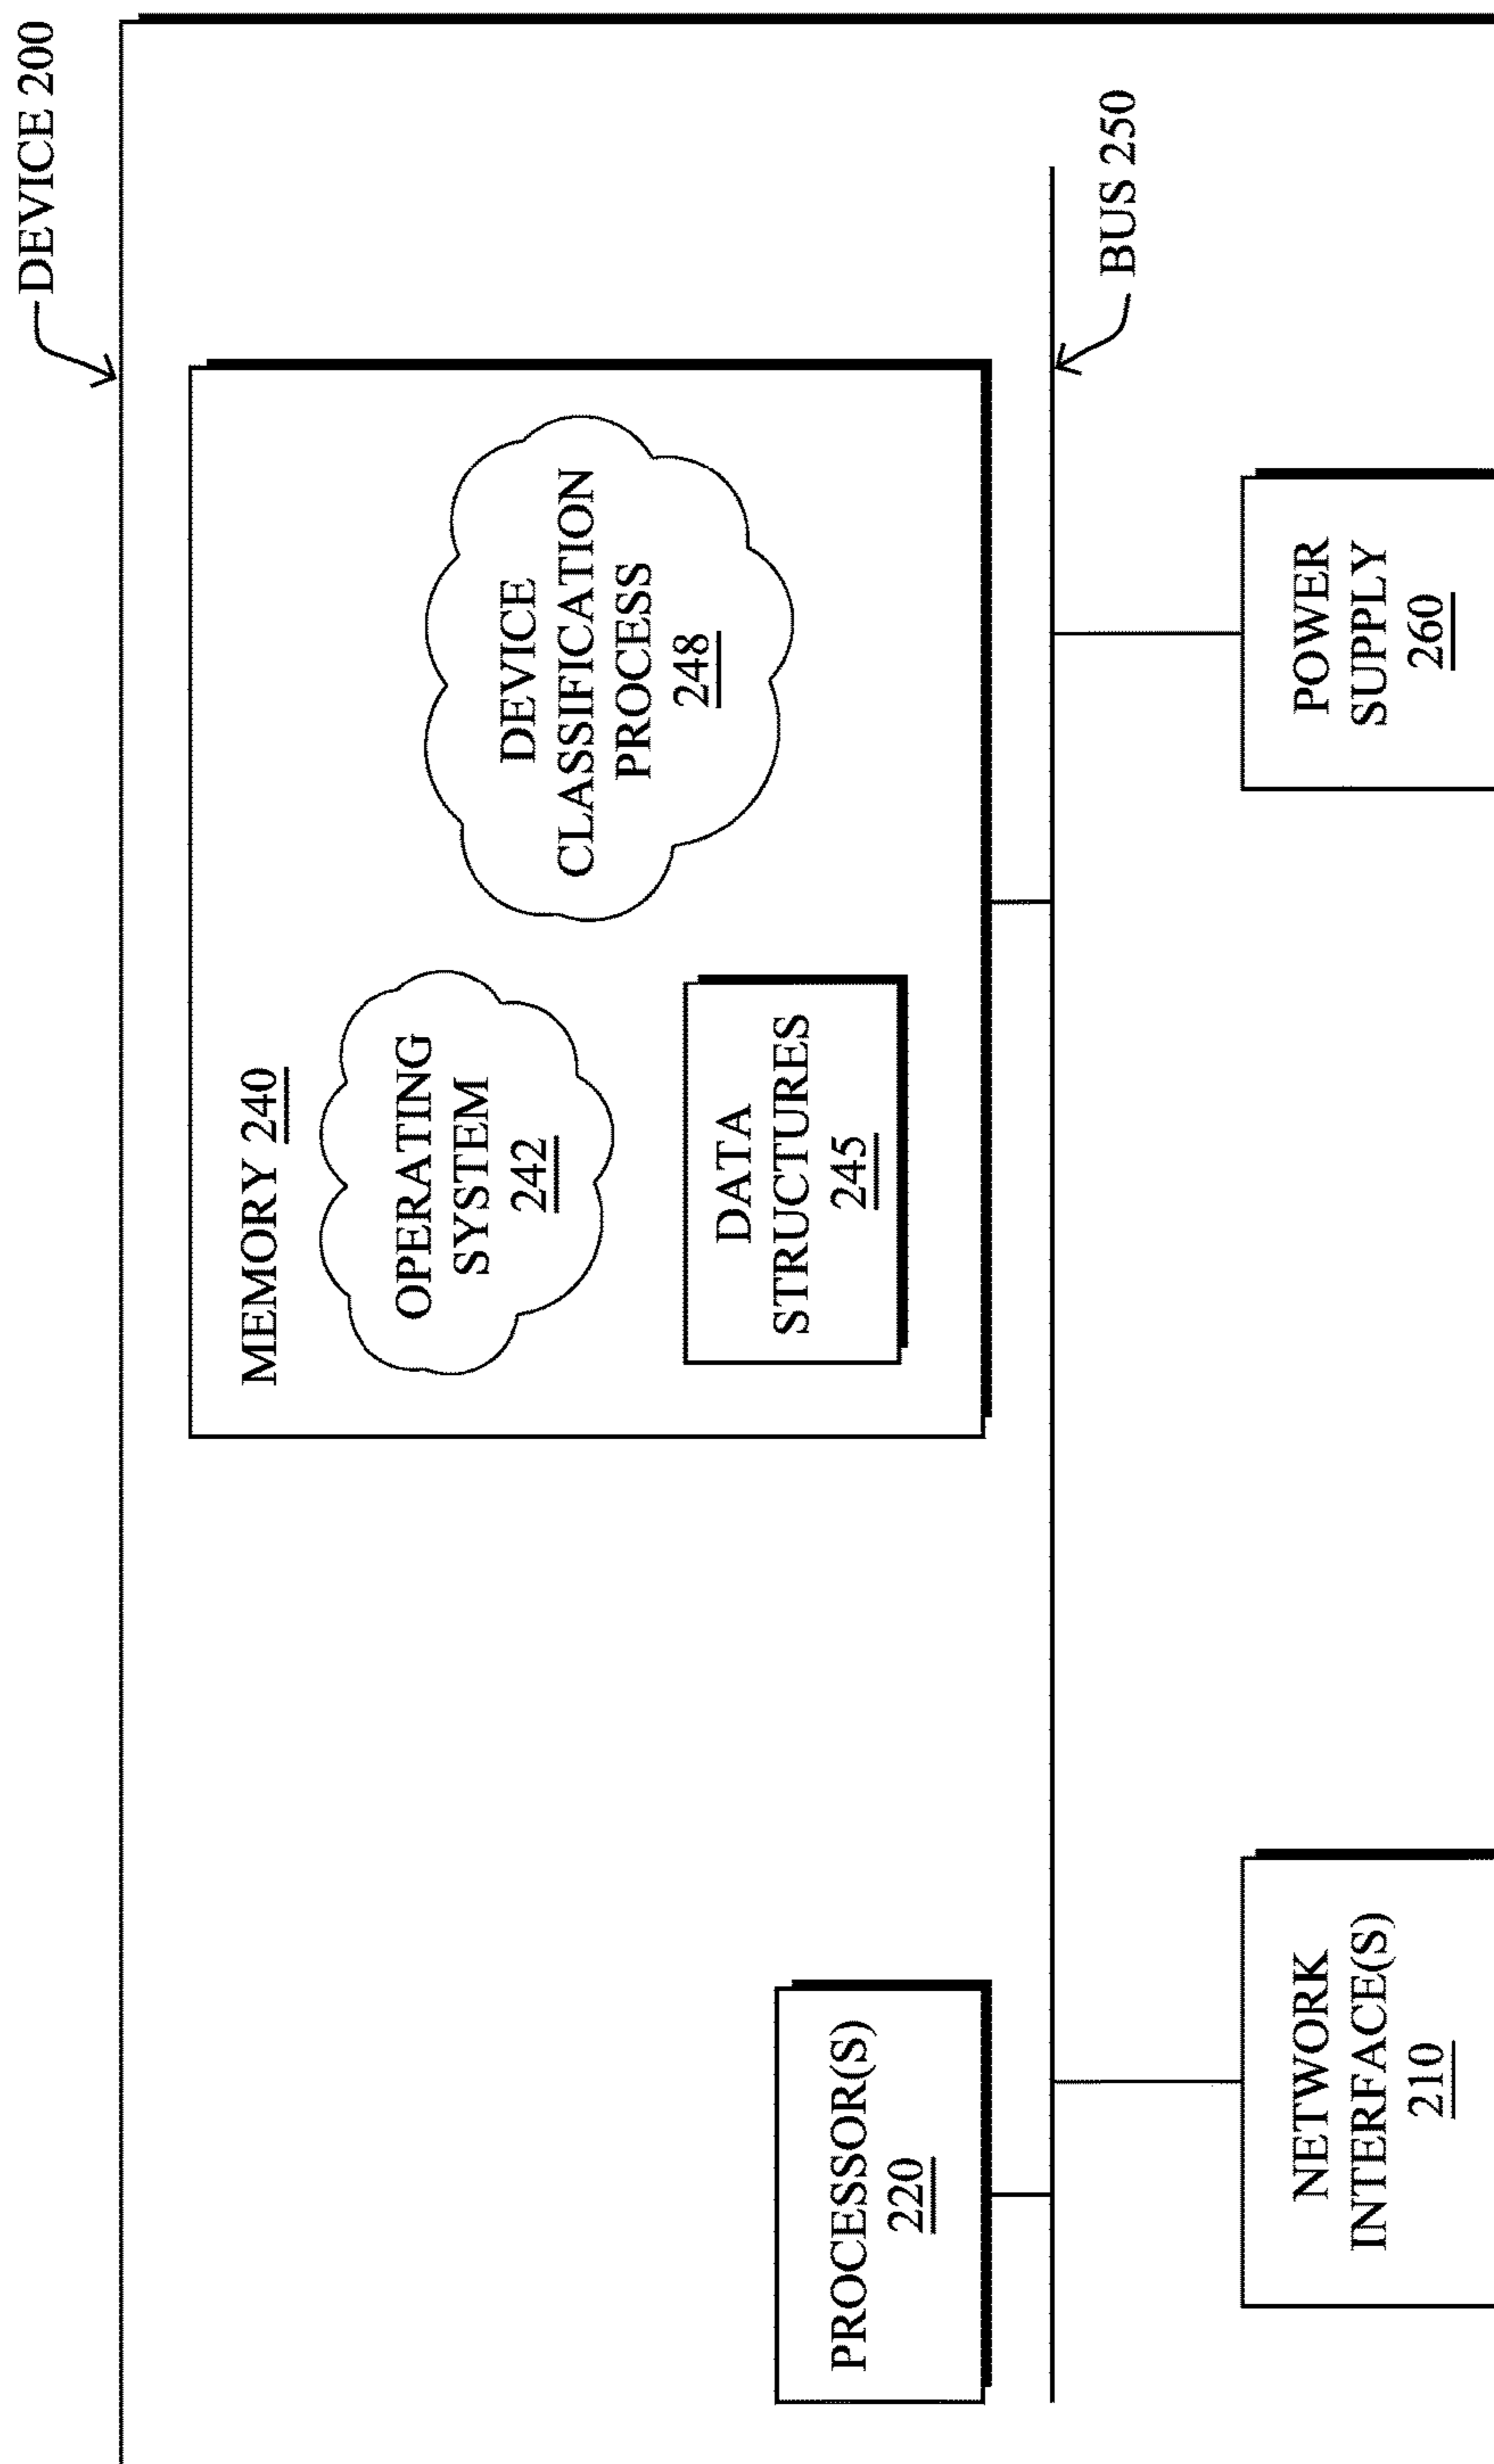 DEVICE 200
MEMORY 240
OPERATING
SYSTEM
242
DATA
STRUCTURES
245
DEVICE
CLASSIFICATION
PROCESS
248
PROCESSOR(S)
220
BUS 250
NETWORK
INTERFACE(S)
210
POWER
SUPPLY
260